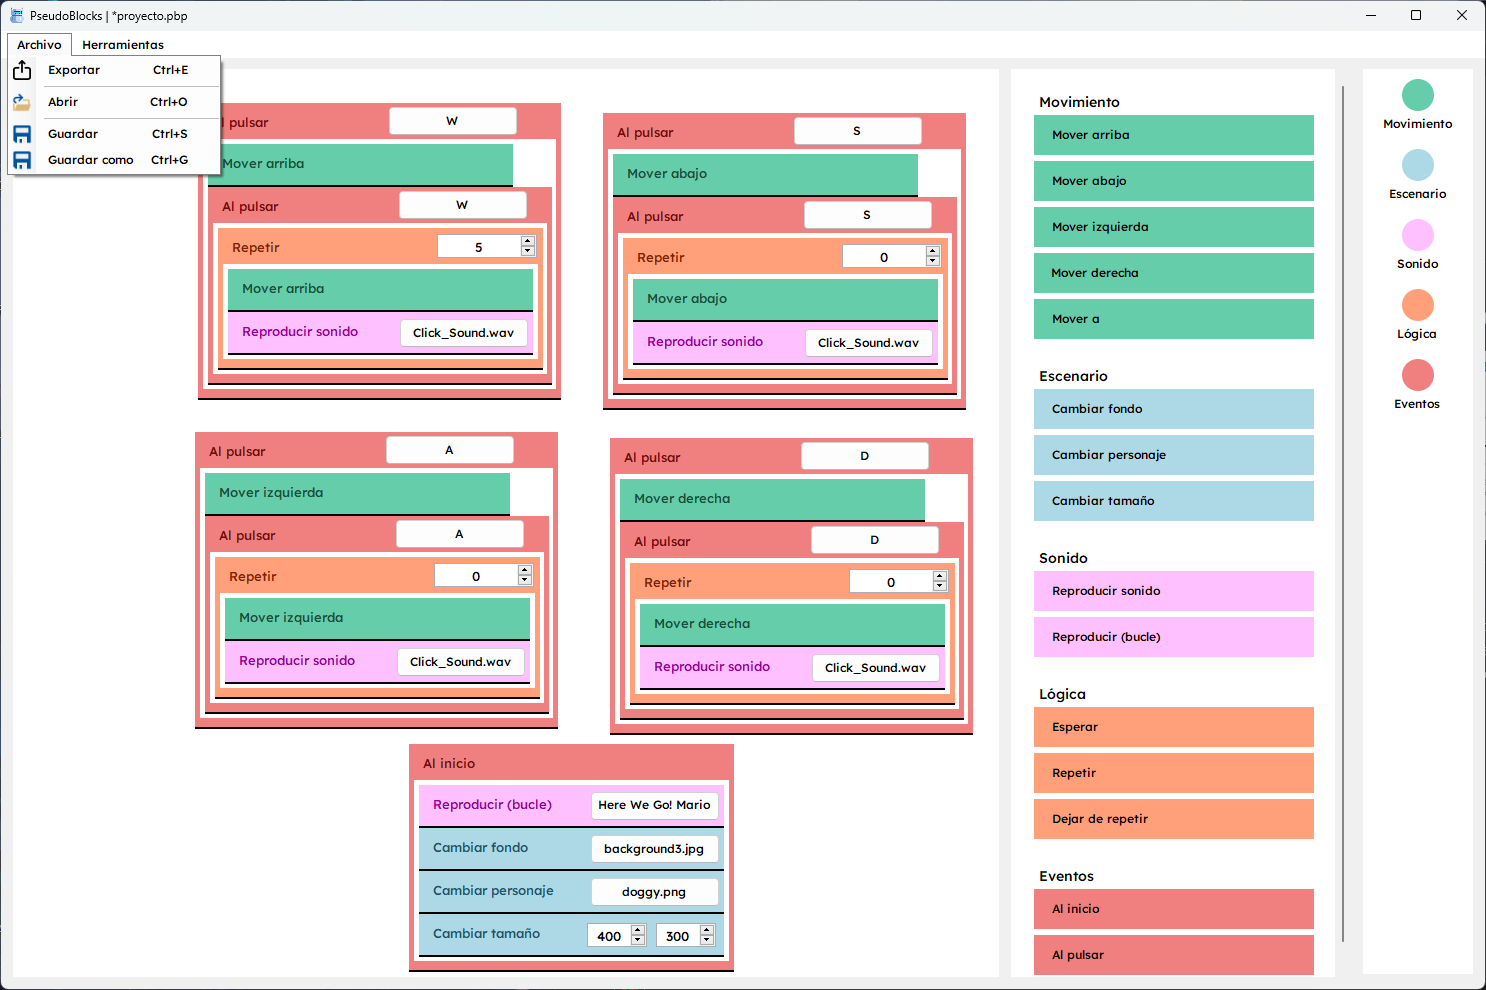 PseudoBlocks | *proyecto.pbp
Archivo Herramientas
Exportar Ctrl+E
Abrir Ctrl+O
Guardar Ctrl+S
Guardar como Ctrl+G
pulsar W
Mover arriba
Al pulsar W
Repetir 5
Mover arriba
Reproducir sonido Click_Sound.wav
Al pulsar S
Mover abajo
Al pulsar S
Repetir 0
Mover abajo
Reproducir sonido Click_Sound.wav
Al pulsar A
Mover izquierda
Al pulsar A
Repetir 0
Mover izquierda
Reproducir sonido Click_Sound.wav
Al pulsar D
Mover derecha
Al pulsar D
Repetir 0
Mover derecha
Reproducir sonido Click_Sound.wav
Al inicio
Reproducir (bucle) Here We Go! Mario
Cambiar fondo background3.jpg
Cambiar personaje doggy.png
Cambiar tamaño 400 300
Movimiento
Mover arriba
Mover abajo
Mover izquierda
Mover derecha
Mover a
Escenario
Cambiar fondo
Cambiar personaje
Cambiar tamaño
Sonido
Reproducir sonido
Reproducir (bucle)
Lógica
Esperar
Repetir
Dejar de repetir
Eventos
Al inicio
Al pulsar
Movimiento
Escenario
Sonido
Lógica
Eventos